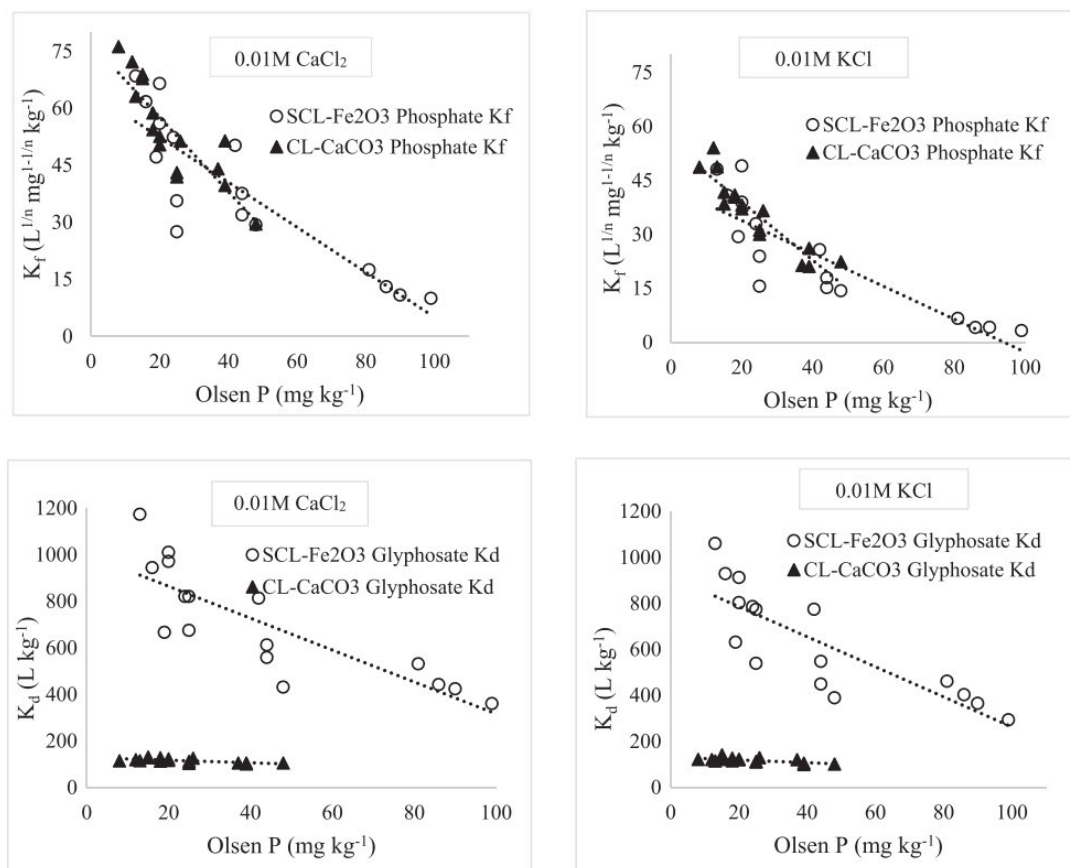 0.01M CaCl₂
SCL-Fe2O3 Phosphate Kf
CL-CaCO3 Phosphate Kf
K_f (L^{1/n} mg^{1-1/n} kg^{-1})
75
60
45
30
15
0
0 20 40 60 80 100
Olsen P (mg kg⁻¹)
0.01M KCl
SCL-Fe2O3 Phosphate Kf
CL-CaCO3 Phosphate Kf
K_f (L^{1/n} mg^{1-1/n} kg^{-1})
75
60
45
30
15
0
0 20 40 60 80 100
Olsen P (mg kg⁻¹)
0.01M CaCl₂
SCL-Fe2O3 Glyphosate Kd
CL-CaCO3 Glyphosate Kd
K_d (L kg⁻¹)
1200
1000
800
600
400
200
0
0 20 40 60 80 100
Olsen P (mg kg⁻¹)
0.01M KCl
SCL-Fe2O3 Glyphosate Kd
CL-CaCO3 Glyphosate Kd
K_d (L kg⁻¹)
1200
1000
800
600
400
200
0
0 20 40 60 80 100
Olsen P (mg kg⁻¹)